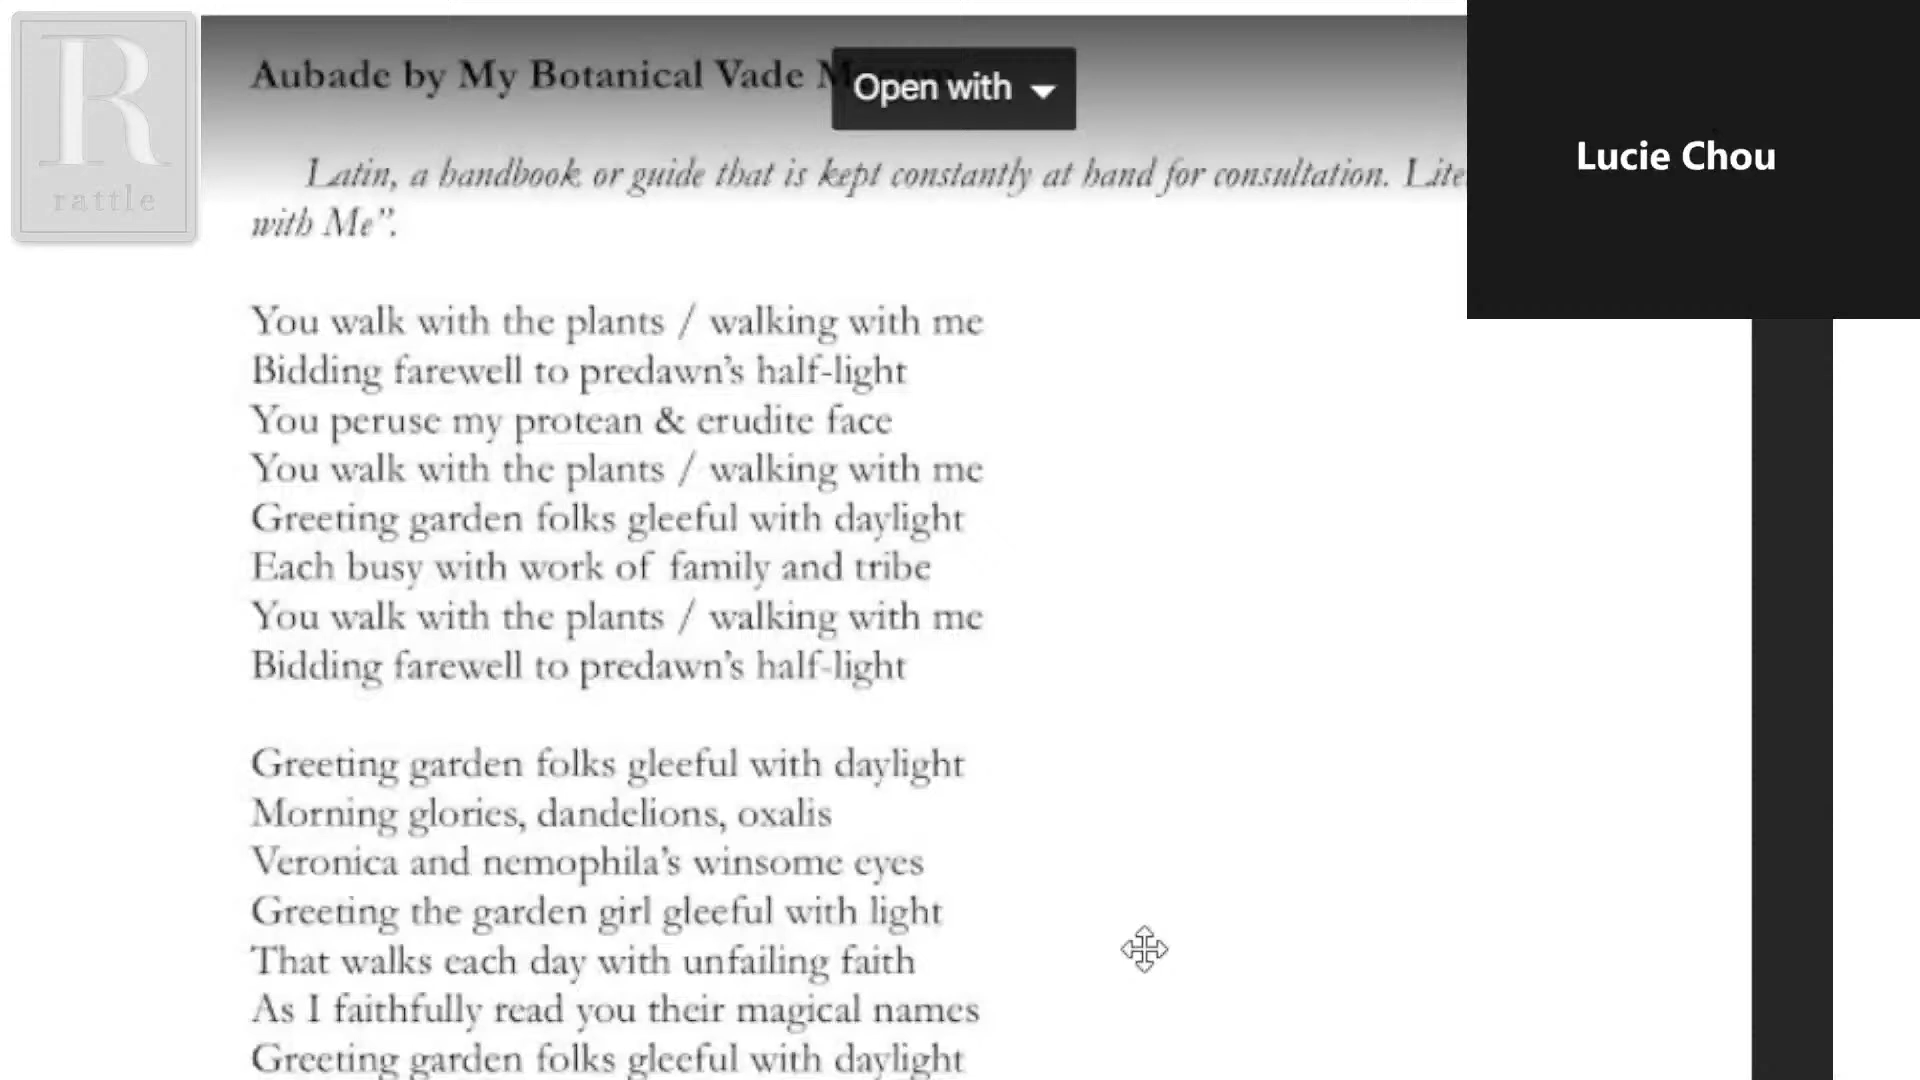 R
rattle
Aubade by My Botanical Vade
Open with
Lucie Chou
Latin, a handbook or guide that is kept constantly at hand for consultation.
with Me”.
You walk with the plants / walking with me
Bidding farewell to predawn’s half-light
You peruse my protean & erudite face
You walk with the plants / walking with me
Greeting garden folks gleeful with daylight
Each busy with work of family and tribe
You walk with the plants / walking with me
Bidding farewell to predawn’s half-light
Greeting garden folks gleeful with daylight
Morning glories, dandelions, oxalis
Veronica and nemophila’s winsome eyes
Greeting the garden girl gleeful with light
That walks each day with unfailing faith
As I faithfully read you their magical names
Greeting garden folks gleeful with daylight